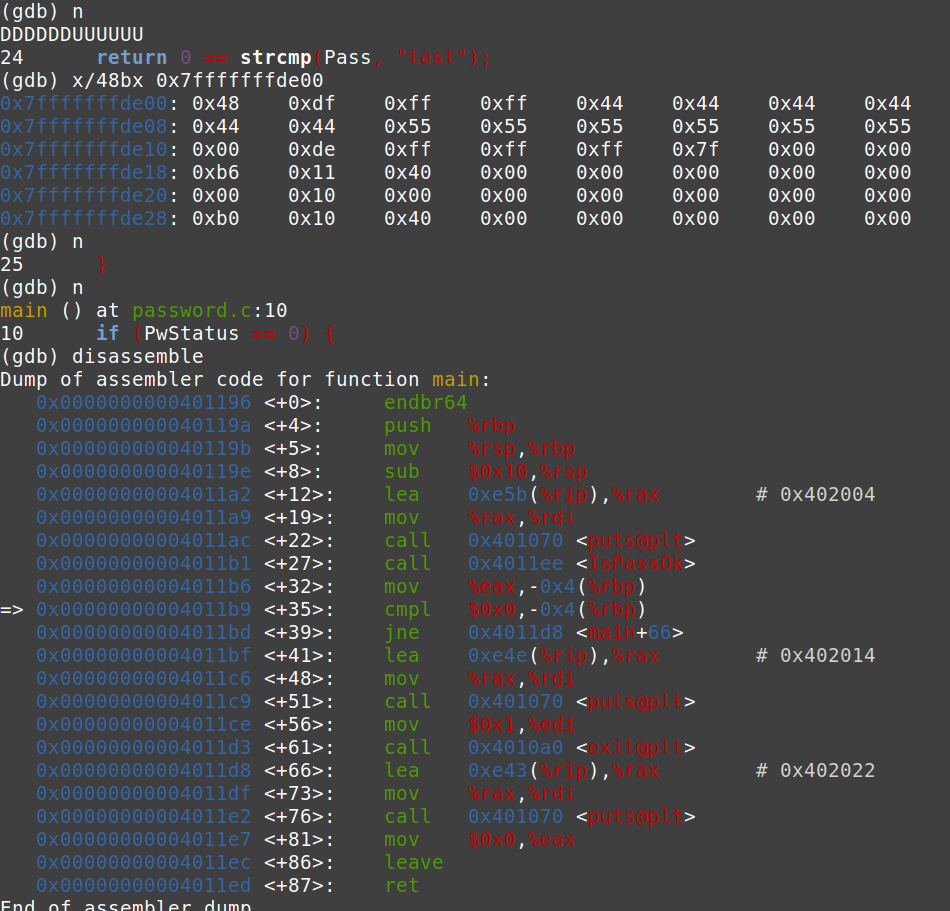 (gdb) n
DDDDDDUUUUUU
24      return 0 == strcmp(Pass, "test");
(gdb) x/48bx 0x7fffffffde00
0x7fffffffde00: 0x48    0xdf    0xff    0xff    0x44    0x44    0x44    0x44
0x7fffffffde08: 0x44    0x44    0x55    0x55    0x55    0x55    0x55    0x55
0x7fffffffde10: 0x00    0xde    0xff    0xff    0xff    0x7f    0x00    0x00
0x7fffffffde18: 0xb6    0x11    0x40    0x00    0x00    0x00    0x00    0x00
0x7fffffffde20: 0x00    0x10    0x00    0x00    0x00    0x00    0x00    0x00
0x7fffffffde28: 0xb0    0x10    0x40    0x00    0x00    0x00    0x00    0x00
(gdb) n
25      }
(gdb) n
main () at password.c:10
10      if (PwStatus == 0) {
(gdb) disassemble
Dump of assembler code for function main:
   0x0000000000401196 <+0>:     endbr64
   0x000000000040119a <+4>:     push   %rbp
   0x000000000040119b <+5>:     mov    %rsp,%rbp
   0x000000000040119e <+8>:     sub    $0x10,%rsp
   0x00000000004011a2 <+12>:    lea    0xe5b(%rip),%rax        # 0x402004
   0x00000000004011a9 <+19>:    mov    %rax,%rdi
   0x00000000004011ac <+22>:    call   0x401070 <puts@plt>
   0x00000000004011b1 <+27>:    call   0x4011ee <IsPassOk>
   0x00000000004011b6 <+32>:    mov    %eax,-0x4(%rbp)
=> 0x00000000004011b9 <+35>:    cmpl   $0x0,-0x4(%rbp)
   0x00000000004011bd <+39>:    jne    0x4011d8 <main+66>
   0x00000000004011bf <+41>:    lea    0xe4e(%rip),%rax        # 0x402014
   0x00000000004011c6 <+48>:    mov    %rax,%rdi
   0x00000000004011c9 <+51>:    call   0x401070 <puts@plt>
   0x00000000004011ce <+56>:    mov    $0x1,%edi
   0x00000000004011d3 <+61>:    call   0x4010a0 <exit@plt>
   0x00000000004011d8 <+66>:    lea    0xe43(%rip),%rax        # 0x402022
   0x00000000004011df <+73>:    mov    %rax,%rdi
   0x00000000004011e2 <+76>:    call   0x401070 <puts@plt>
   0x00000000004011e7 <+81>:    mov    $0x0,%eax
   0x00000000004011ec <+86>:    leave
   0x00000000004011ed <+87>:    ret
End of assembler dump